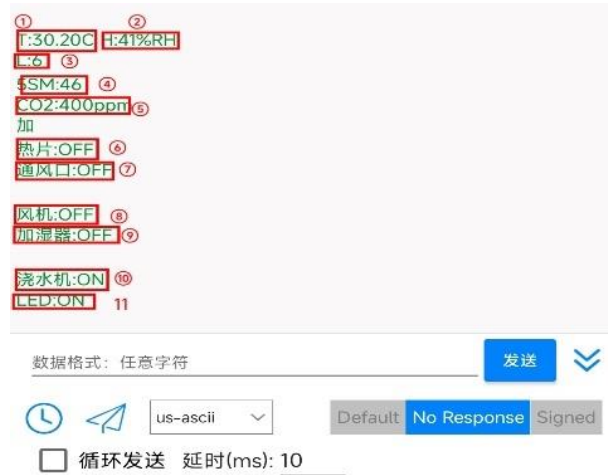 ① ②
T:30.20C H:41%RH
L:6 ③
5SM:46 ④
CO2:400ppm ⑤
加
热片:OFF ⑥
通风口:OFF ⑦
风机:OFF ⑧
加湿器:OFF ⑨
浇水机:ON ⑩
LED:ON 11
数据格式: 任意字符 发送
us-ascii Default No Response Signed
循环发送 延时(ms): 10